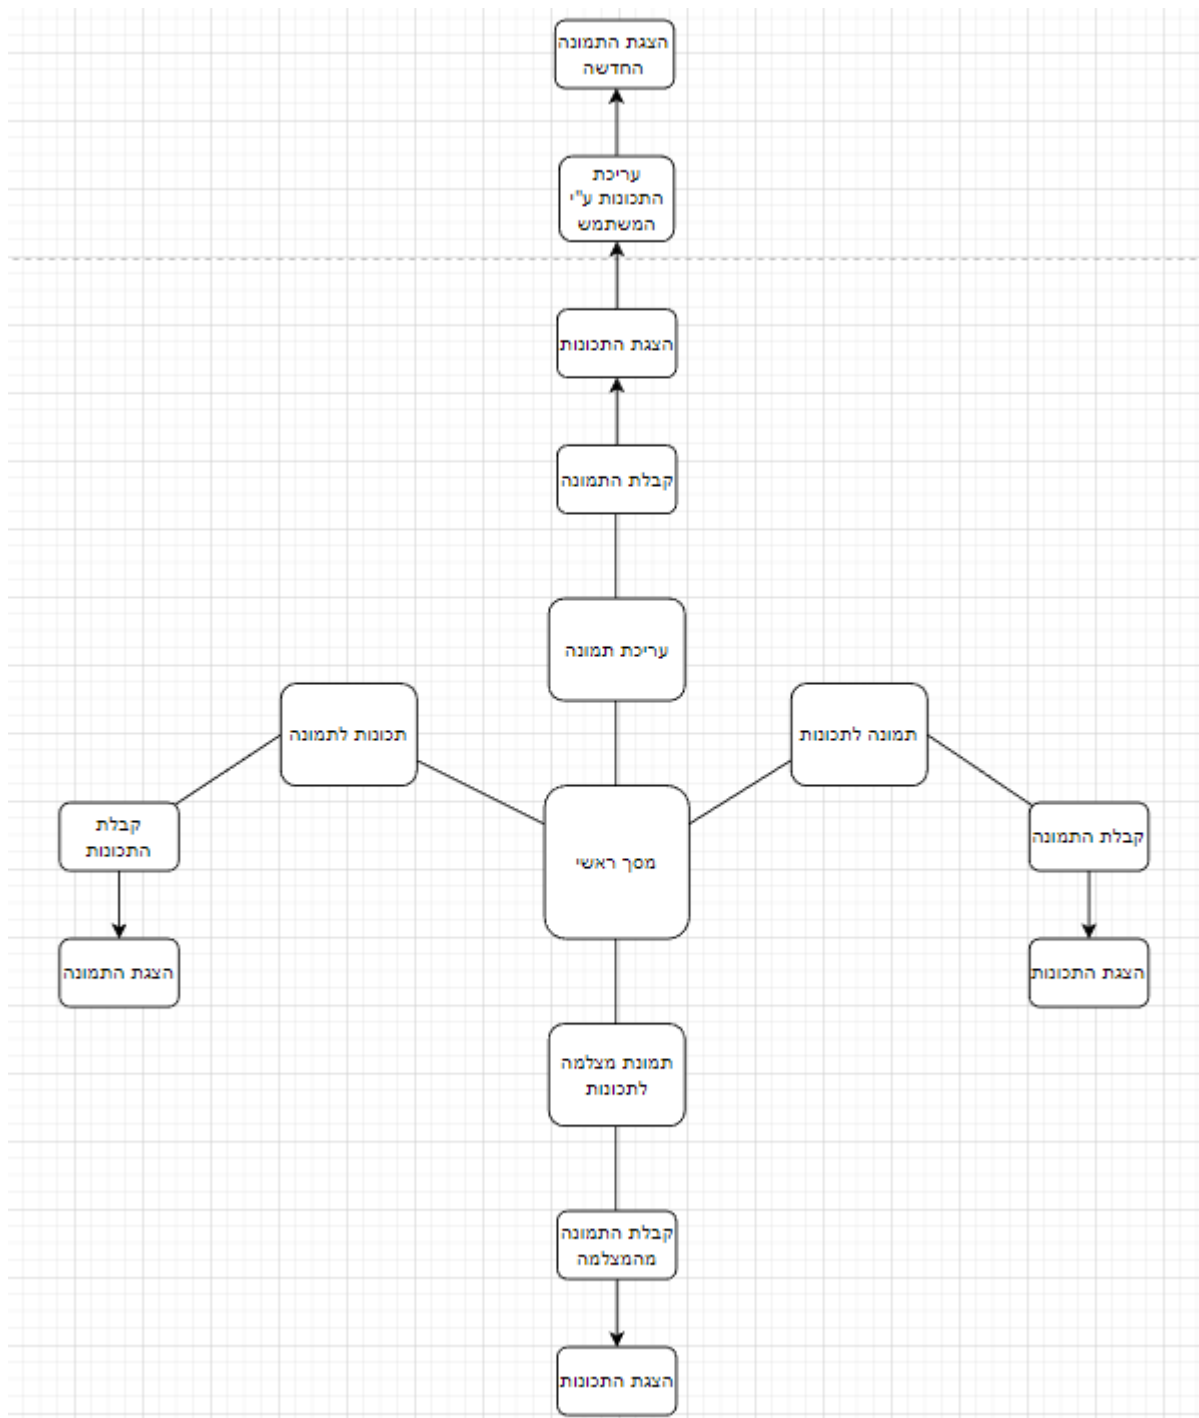 הצגת התמונה
החדשה
עריכת
התכונות ע"י
המשתמש
הצגת התכונות
קבלת התמונה
עריכת תמונה
תמונה לתכונות
תכונות לתמונה
קבלת התמונה
קבלת
התכונות
מסך ראשי
הצגת התכונות
הצגת התמונה
תמונת מצלמה
לתכונות
קבלת התמונה
מהמצלמה
הצגת התכונות